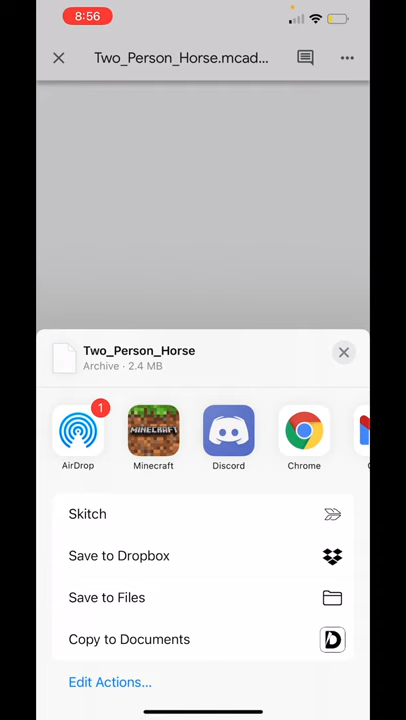 8:56
Two_Person_Horse.mcad...
Two_Person_Horse
Archive · 2.4 MB
1
MINECRAFT
AirDrop
Minecraft
Discord
Chrome
Skitch
Save to Dropbox
Save to Files
Copy to Documents
D
Edit Actions...